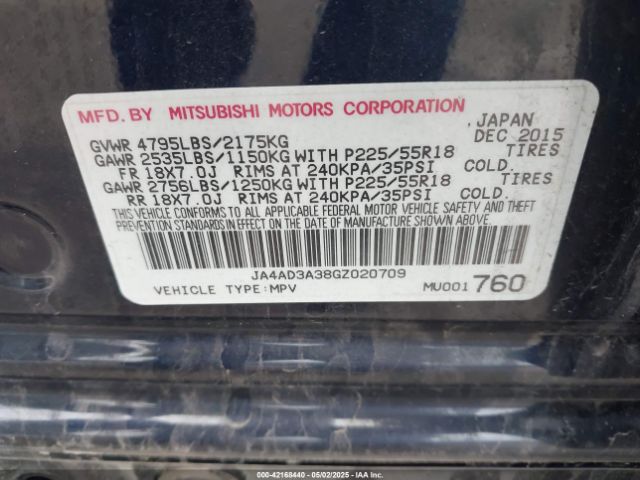 MFD. BY MITSUBISHI MOTORS CORPORATION
JAPAN
GVWR 4795LBS/2175KG DEC 2015
GAWR 2535LBS/1150KG WITH P225/55R18 TIRES
FR 18X7.0J RIMS AT 240KPA/35PSI COLD.
GAWR 2756LBS/1250KG WITH P225/55R18 TIRES
RR 18X7.0J RIMS AT 240KPA/35PSI COLD.
THIS VEHICLE CONFORMS TO ALL APPLICABLE FEDERAL MOTOR VEHICLE SAFETY AND THEFT
PREVENTION STANDARDS IN EFFECT ON THE DATE OF MANUFACTURE SHOWN ABOVE.
JA4AD3A38GZ020709
VEHICLE TYPE:MPV MU001 760
000-42168440 - 05/02/2025 - IAAI.COM